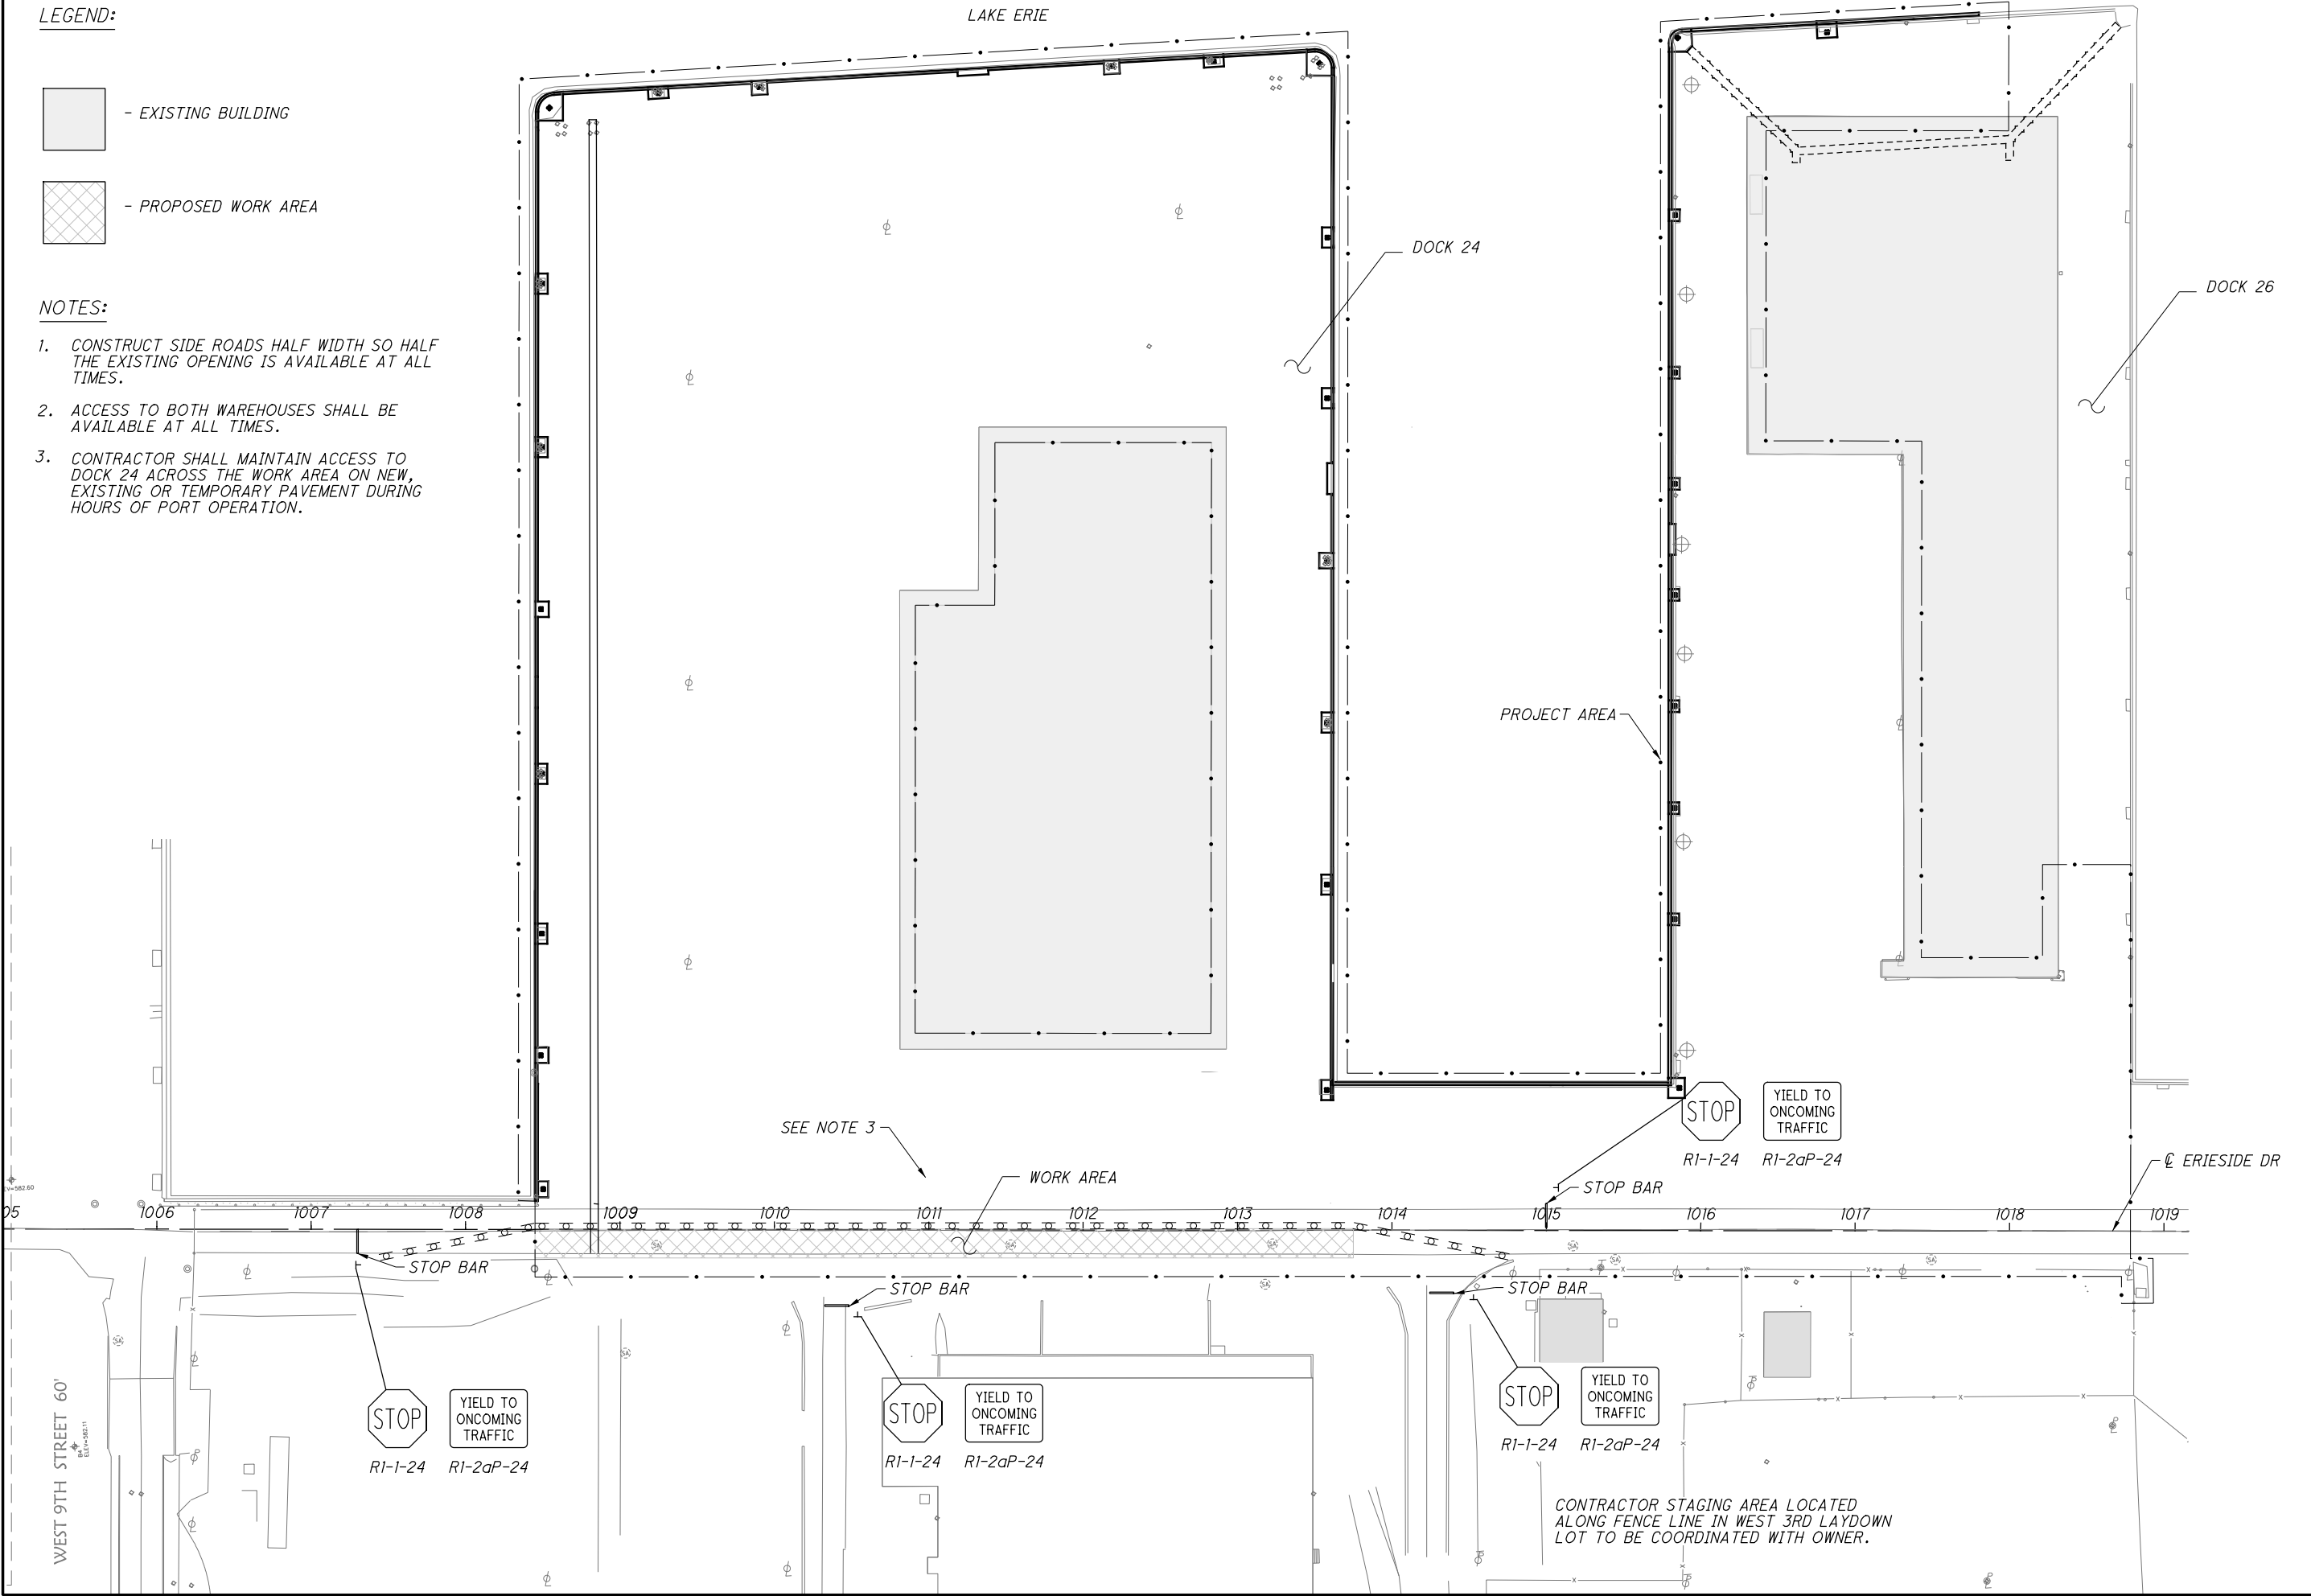 LEGEND:
LAKE ERIE
- EXISTING BUILDING
- PROPOSED WORK AREA
NOTES:
1. CONSTRUCT SIDE ROADS HALF WIDTH SO HALF
THE EXISTING OPENING IS AVAILABLE AT ALL
TIMES.
2. ACCESS TO BOTH WAREHOUSES SHALL BE
AVAILABLE AT ALL TIMES.
3. CONTRACTOR SHALL MAINTAIN ACCESS TO
DOCK 24 ACROSS THE WORK AREA ON NEW,
EXISTING OR TEMPORARY PAVEMENT DURING
HOURS OF PORT OPERATION.
DOCK 24
DOCK 26
PROJECT AREA
SEE NOTE 3
WORK AREA
STOP
YIELD TO
ONCOMING
TRAFFIC
R1-1-24
R1-2aP-24
STOP BAR
℄ ERIESIDE DR
05 1006 1007 1008 1009 1010 1011 1012 1013 1014 1015 1016 1017 1018 1019
STOP BAR
STOP BAR
STOP BAR
STOP
YIELD TO
ONCOMING
TRAFFIC
R1-1-24
R1-2aP-24
STOP
YIELD TO
ONCOMING
TRAFFIC
R1-1-24
R1-2aP-24
STOP
YIELD TO
ONCOMING
TRAFFIC
R1-1-24
R1-2aP-24
WEST 9TH STREET 60'
B4
ELEV=582.11
V=582.60
CONTRACTOR STAGING AREA LOCATED
ALONG FENCE LINE IN WEST 3RD LAYDOWN
LOT TO BE COORDINATED WITH OWNER.